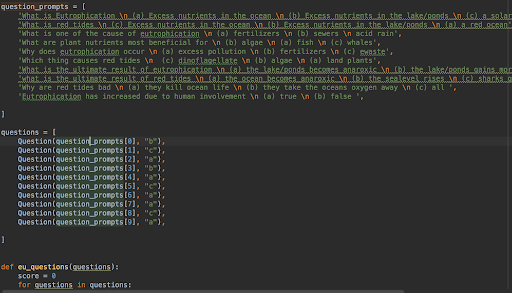 question_prompts = [
'What is Eutrophication \n (a) Excess nutrients in the ocean \n (b) Excess nutrients in the lake/ponds \n (c) a solar
'What is red tides \n (c) Excess nutrients in the ocean \n (b) Excess nutrients in the lake/ponds \n (a) a red ocean'
'What is one of the cause of eutrophication \n (a) fertilizers \n (b) sewers \n acid rain',
'What are plant nutrients most beneficial for \n (b) algae \n (a) fish \n (c) whales',
'Why does eutrophication occur \n (a) excess pollution \n (b) fertilizers \n (c) ewaste',
'Which thing causes red tides \n  (c) dinoflagellate \n (b) algae \n (a) land plants',
'What is the ultimate result of eutrophication \n (a) the lake/ponds becomes anaroxic \n (b) the lake/ponds gains mor
'what is the ultimate result of red tides \n (a) the ocean becomes anaroxic \n (b) the sealevel rises \n (c) sharks
'Why are red tides bad \n (a) they kill ocean life \n (b) they take the oceans oxygen away \n (c) all ',
'Eutrophication has increased due to human involvement \n (a) true \n (b) false ',
]
questions = [
Question(question_prompts[0], "b"),
Question(question_prompts[1], "c"),
Question(question_prompts[2], "a"),
Question(question_prompts[3], "b"),
Question(question_prompts[4], "a"),
Question(question_prompts[5], "c"),
Question(question_prompts[6], "a"),
Question(question_prompts[7], "a"),
Question(question_prompts[8], "c"),
Question(question_prompts[9], "a"),
]
def eu_questions(questions):
score = 0
for questions in questions: